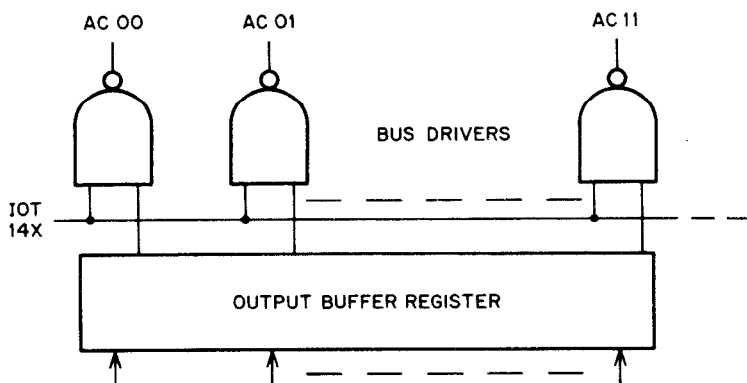 AC 00
AC 01
AC 11
BUS DRIVERS
IOT
14X
OUTPUT BUFFER REGISTER